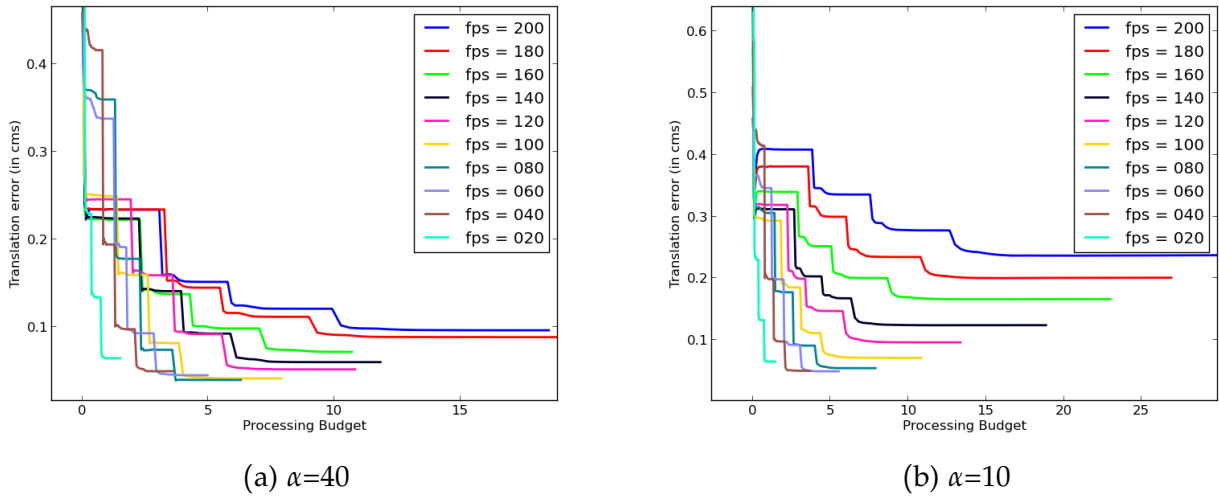 Translation error (in cms)
0.4
0.3
0.2
0.1
0
5
10
15
Processing Budget
fps = 200
fps = 180
fps = 160
fps = 140
fps = 120
fps = 100
fps = 080
fps = 060
fps = 040
fps = 020
(a) α=40
Translation error (in cms)
0.6
0.5
0.4
0.3
0.2
0.1
0
5
10
15
20
25
Processing Budget
fps = 200
fps = 180
fps = 160
fps = 140
fps = 120
fps = 100
fps = 080
fps = 060
fps = 040
fps = 020
(b) α=10